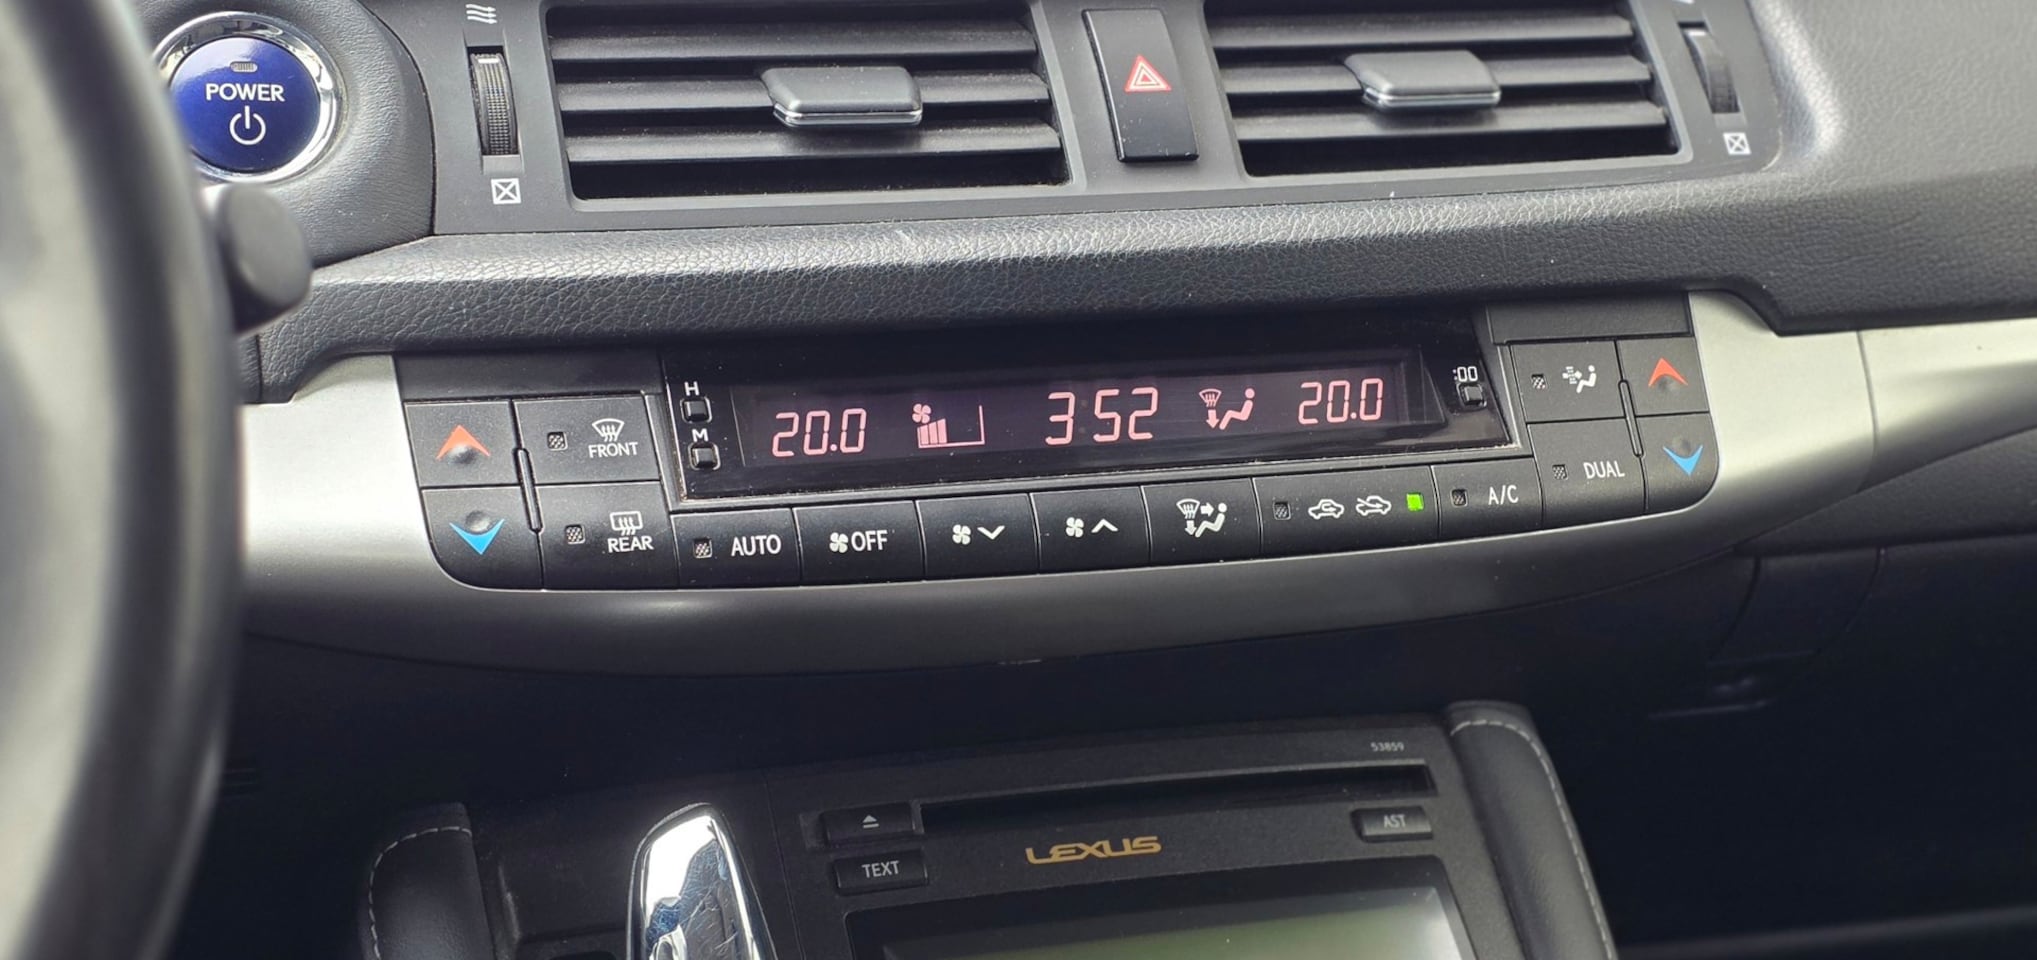 POWER
H
M
20.0
3:52
20.0
:00
FRONT
REAR
AUTO
OFF
A/C
DUAL
53859
TEXT
LEXUS
AST